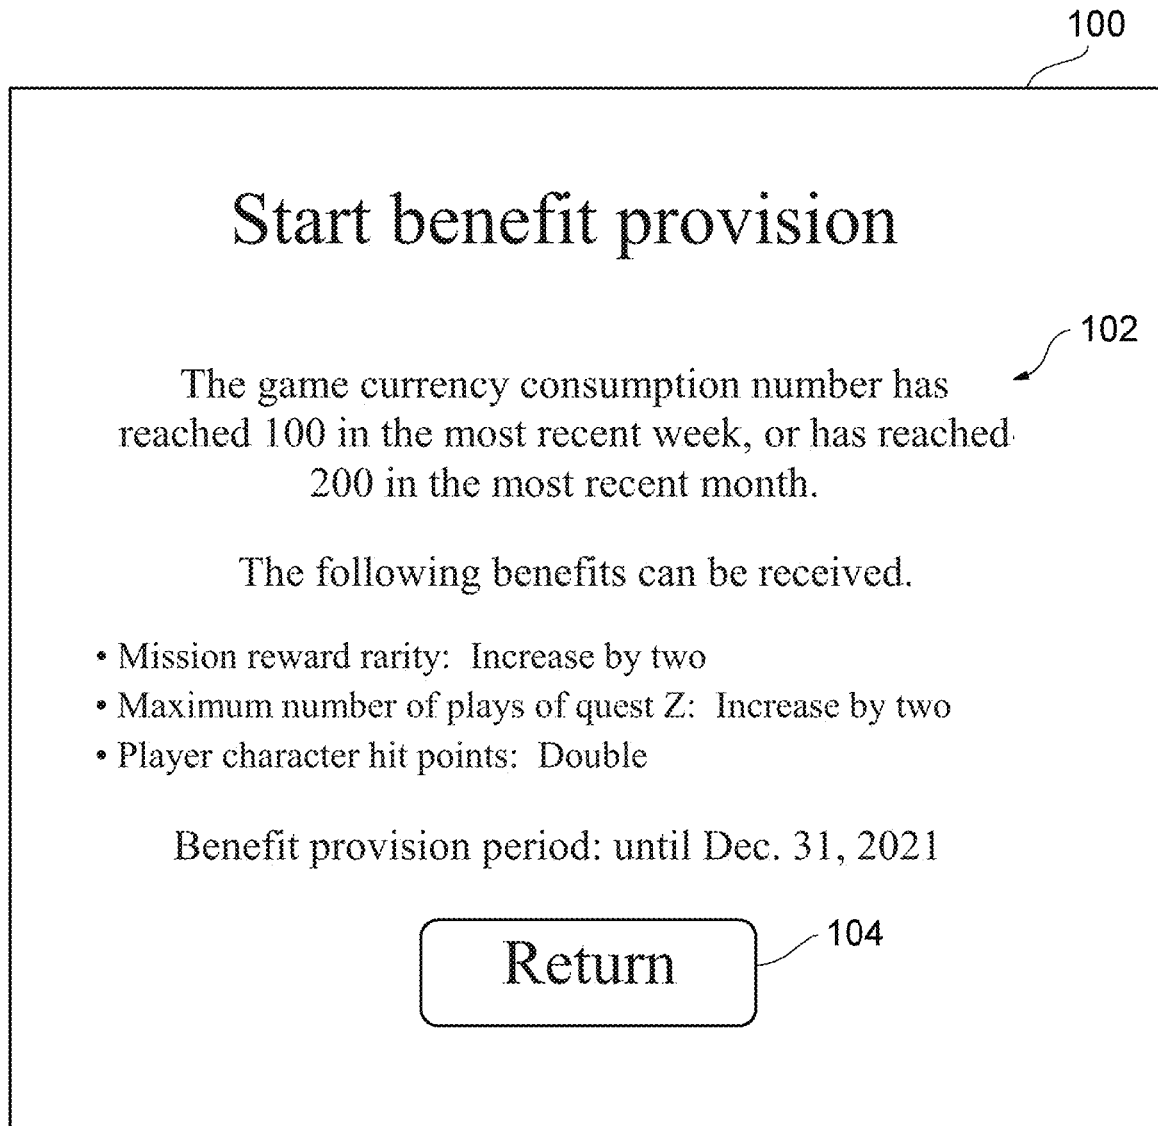 100
Start benefit provision
102
The game currency consumption number has
reached 100 in the most recent week, or has reached
200 in the most recent month.
The following benefits can be received.
• Mission reward rarity: Increase by two
• Maximum number of plays of quest Z: Increase by two
• Player character hit points: Double
Benefit provision period: until Dec. 31, 2021
Return
104